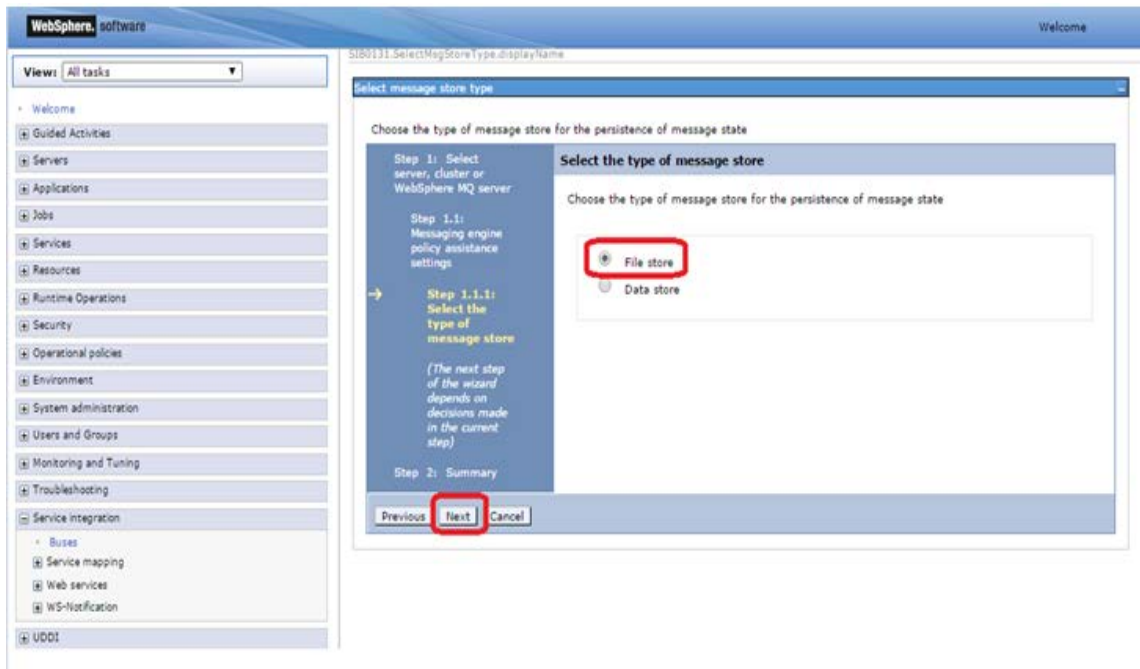 WebSphere. software
Welcome
View: All tasks
Welcome
Guided Activities
Servers
Applications
Jobs
Services
Resources
Runtime Operations
Security
Operational policies
Environment
System administration
Users and Groups
Monitoring and Tuning
Troubleshooting
Service integration
Buses
Service mapping
Web services
WS-Notification
UDDI
SIB0131.SelectMsgStoreType.displayName
Select message store type
Choose the type of message store for the persistence of message state
Step 1: Select
server, cluster or
WebSphere MQ server
Step 1.1:
Messaging engine
policy assistance
settings
Step 1.1.1:
Select the
type of
message store
(The next step
of the wizard
depends on
decisions made
in the current
step)
Step 2: Summary
Select the type of message store
Choose the type of message store for the persistence of message state
File store
Data store
Previous Next Cancel